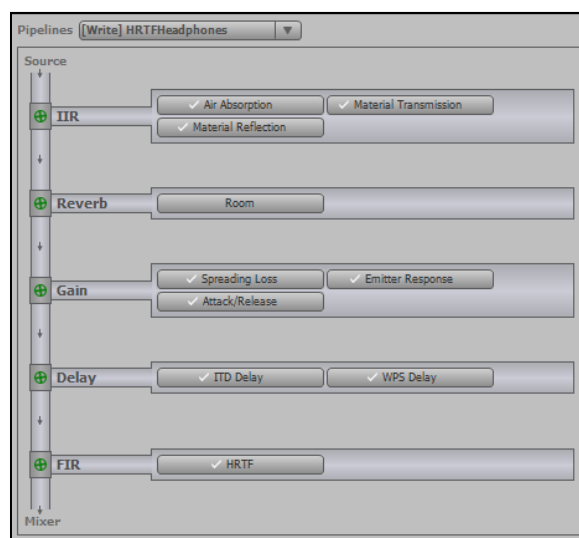 Pipelines [Write] HRTFHeadphones
Source
IIR Air Absorption Material Transmission
Material Reflection
Reverb Room
Spreading Loss Emitter Response
Gain
Attack/Release
Delay ITD Delay WPS Delay
FIR HRTF
Mixer